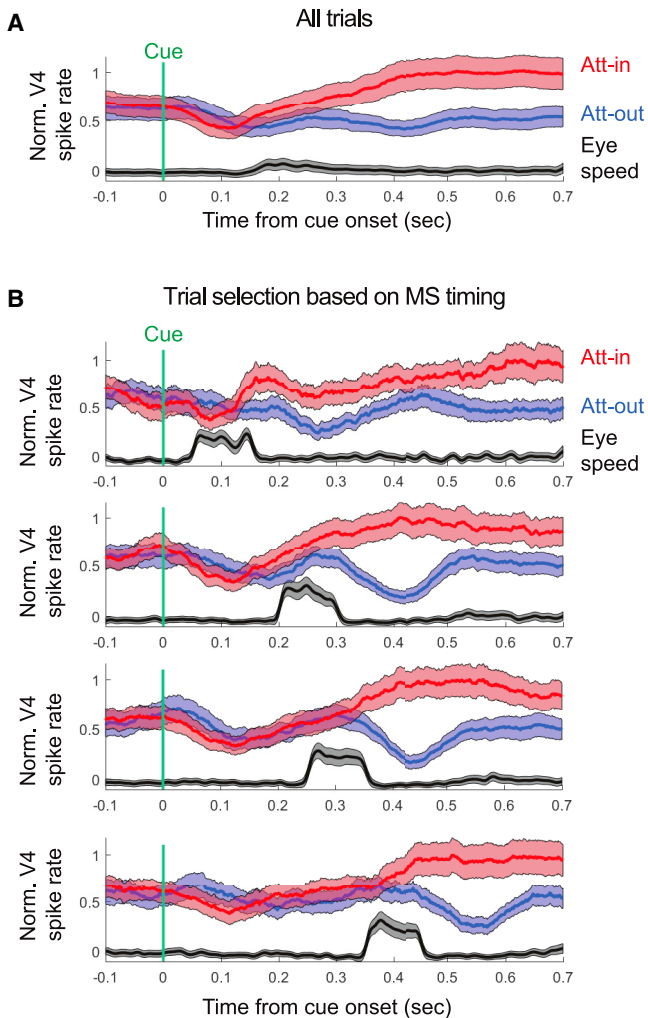 A
All trials
Cue
Norm. V4
spike rate
1
0.5
0
Att-in
Att-out
Eye
speed
-0.1 0 0.1 0.2 0.3 0.4 0.5 0.6 0.7
Time from cue onset (sec)
B
Trial selection based on MS timing
Cue
Norm. V4
spike rate
1
0.5
0
Att-in
Att-out
Eye
speed
-0.1 0 0.1 0.2 0.3 0.4 0.5 0.6 0.7
Norm. V4
spike rate
1
0.5
0
-0.1 0 0.1 0.2 0.3 0.4 0.5 0.6 0.7
Norm. V4
spike rate
1
0.5
0
-0.1 0 0.1 0.2 0.3 0.4 0.5 0.6 0.7
Norm. V4
spike rate
1
0.5
0
-0.1 0 0.1 0.2 0.3 0.4 0.5 0.6 0.7
Time from cue onset (sec)